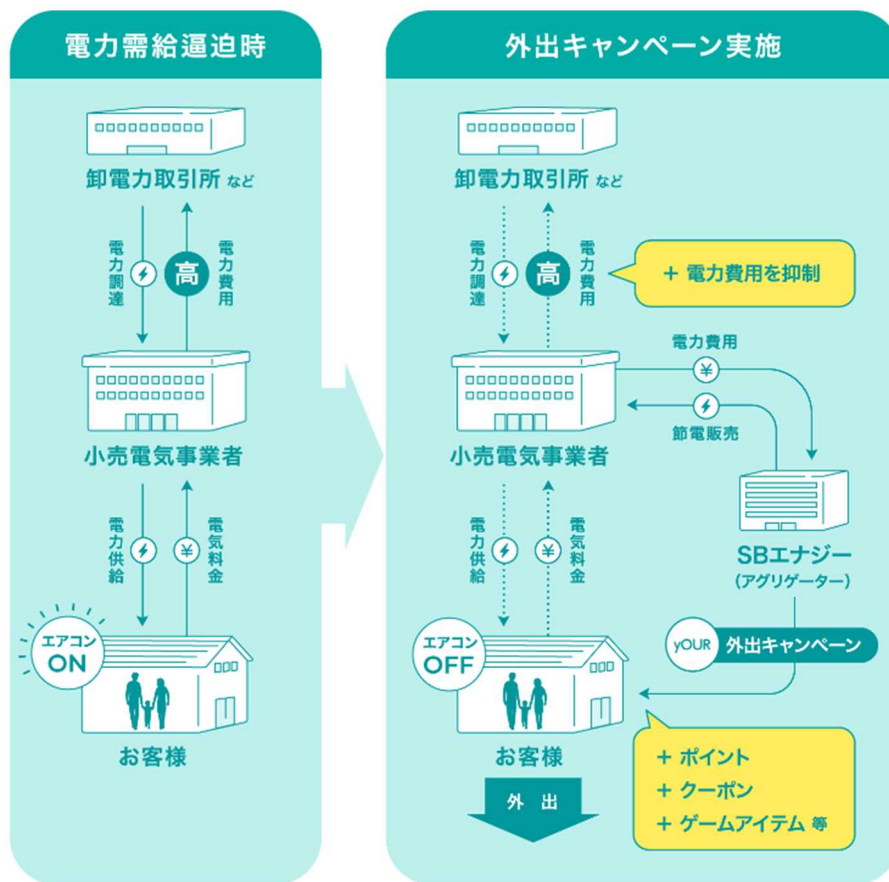 電力需給逼迫時
卸電力取引所 など
電力調達
高
電力費用
小売電気事業者
電力供給
¥
電気料金
エアコン
ON
お客様
外出キャンペーン実施
卸電力取引所 など
電力調達
高
電力費用
+ 電力費用を抑制
小売電気事業者
電力費用
¥
節電販売
SBエナジー
(アグリゲーター)
電力供給
¥
電気料金
yOUR 外出キャンペーン
エアコン
OFF
お客様
外 出
+ ポイント
+ クーポン
+ ゲームアイテム 等